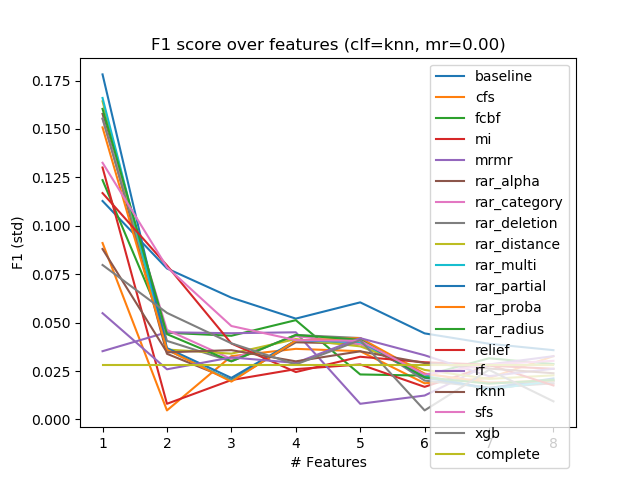 F1 score over features (clf=knn, mr=0.00)
F1 (std)
0.175
0.150
0.125
0.100
0.075
0.050
0.025
0.000
baseline
cfs
fcbf
mi
mrmr
rar_alpha
rar_category
rar_deletion
rar_distance
rar_multi
rar_partial
rar_proba
rar_radius
relief
rf
rknn
sfs
xgb
complete
1 2 3 4 5 6 7 8
# Features